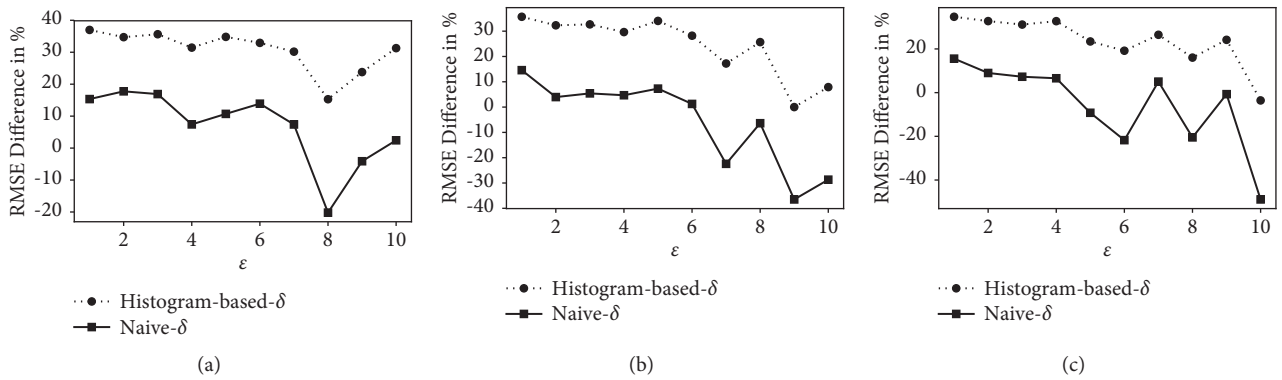 RMSE Difference in %
40
30
20
10
0
-10
-20
2 4 6 8 10
ε
Histogram-based-δ
Naive-δ
(a)
RMSE Difference in %
30
20
10
0
-10
-20
-30
-40
2 4 6 8 10
ε
Histogram-based-δ
Naive-δ
(b)
RMSE Difference in %
20
0
-20
-40
2 4 6 8 10
ε
Histogram-based-δ
Naive-δ
(c)